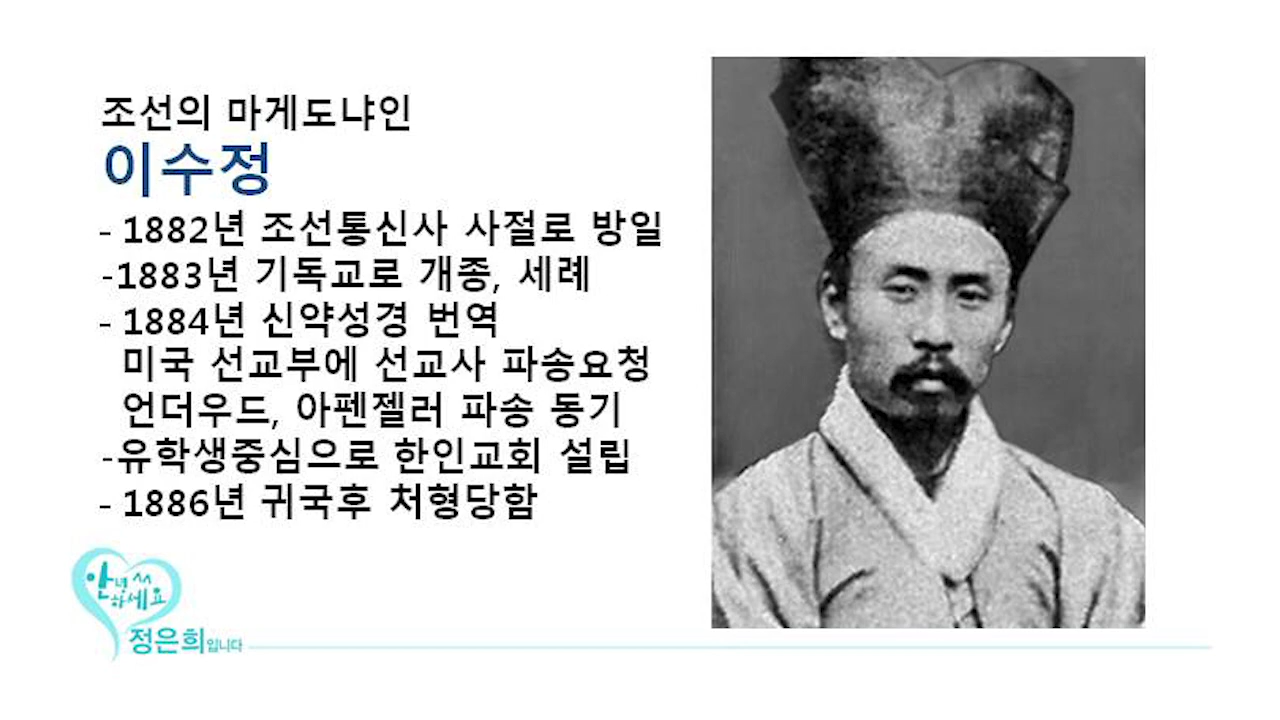 조선의 마게도냐인
이수정
- 1882년 조선통신사 사절로 방일
-1883년 기독교로 개종, 세례
- 1884년 신약성경 번역
미국 선교부에 선교사 파송요청
언더우드, 아펜젤러 파송 동기
-유학생중심으로 한인교회 설립
- 1886년 귀국후 처형당함
안녕
하세요
정은희입니다